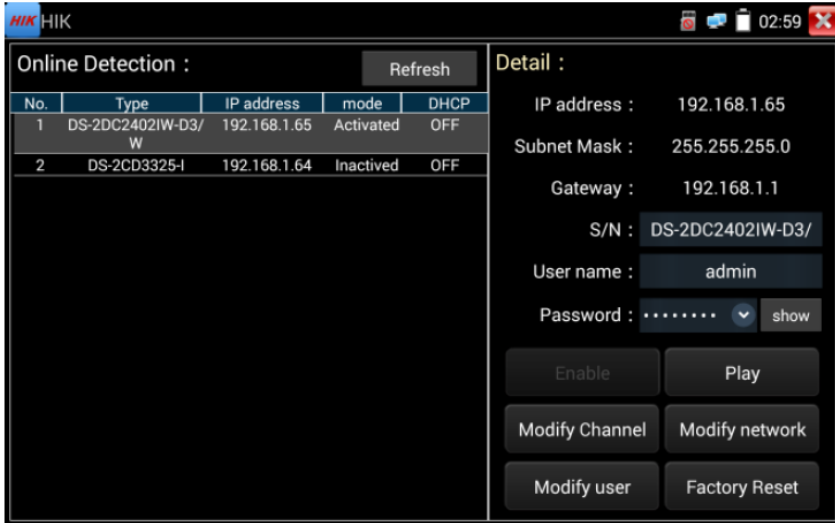 HIK HIK 02:59
Online Detection :
Refresh
No. Type IP address mode DHCP
1 DS-2DC2402IW-D3/ 192.168.1.65 Activated OFF
W
2 DS-2CD3325-I 192.168.1.64 Inactived OFF
Detail :
IP address : 192.168.1.65
Subnet Mask : 255.255.255.0
Gateway : 192.168.1.1
S/N : DS-2DC2402IW-D3/
User name : admin
Password : •••••••• show
Enable Play
Modify Channel Modify network
Modify user Factory Reset